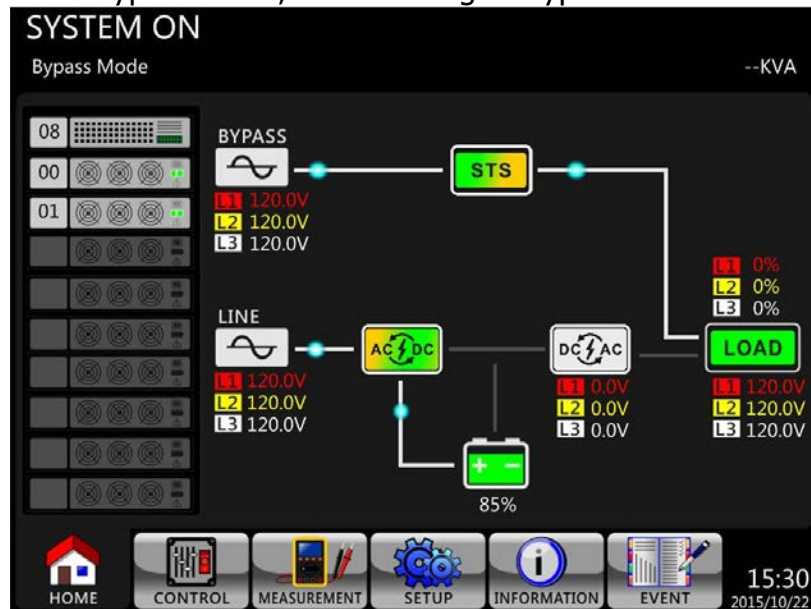 SYSTEM ON
Bypass Mode
--KVA
08
00
01
BYPASS
L1 120.0V
L2 120.0V
L3 120.0V
STS
L1 0%
L2 0%
L3 0%
LINE
L1 120.0V
L2 120.0V
L3 120.0V
AC DC
DC AC
L1 0.0V
L2 0.0V
L3 0.0V
LOAD
L1 120.0V
L2 120.0V
L3 120.0V
+ −
85%
HOME
CONTROL
MEASUREMENT
SETUP
INFORMATION
EVENT
15:30
2015/10/22